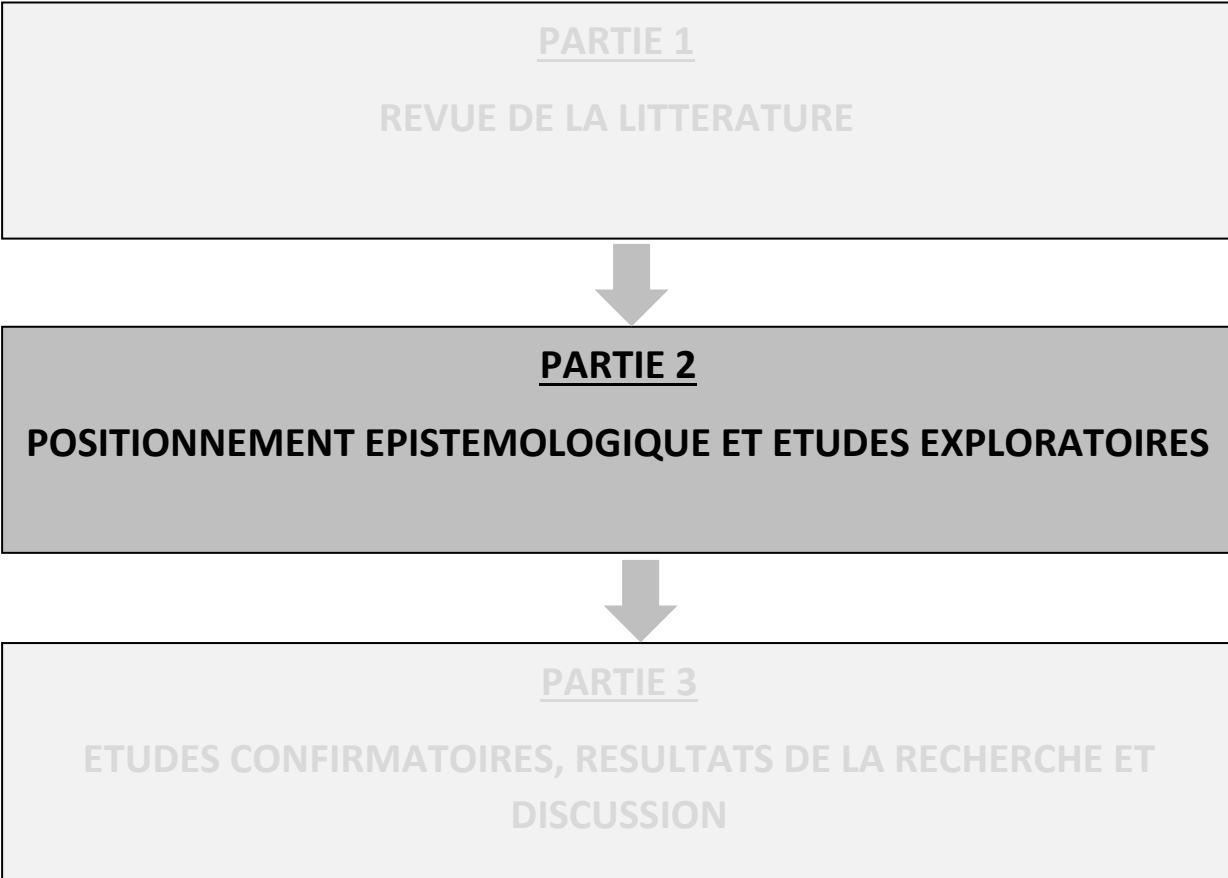 PARTIE 1
REVUE DE LA LITTERATURE
PARTIE 2
POSITIONNEMENT EPISTEMOLOGIQUE ET ETUDES EXPLORATOIRES
PARTIE 3
ETUDES CONFIRMATOIRES, RESULTATS DE LA RECHERCHE ET
DISCUSSION